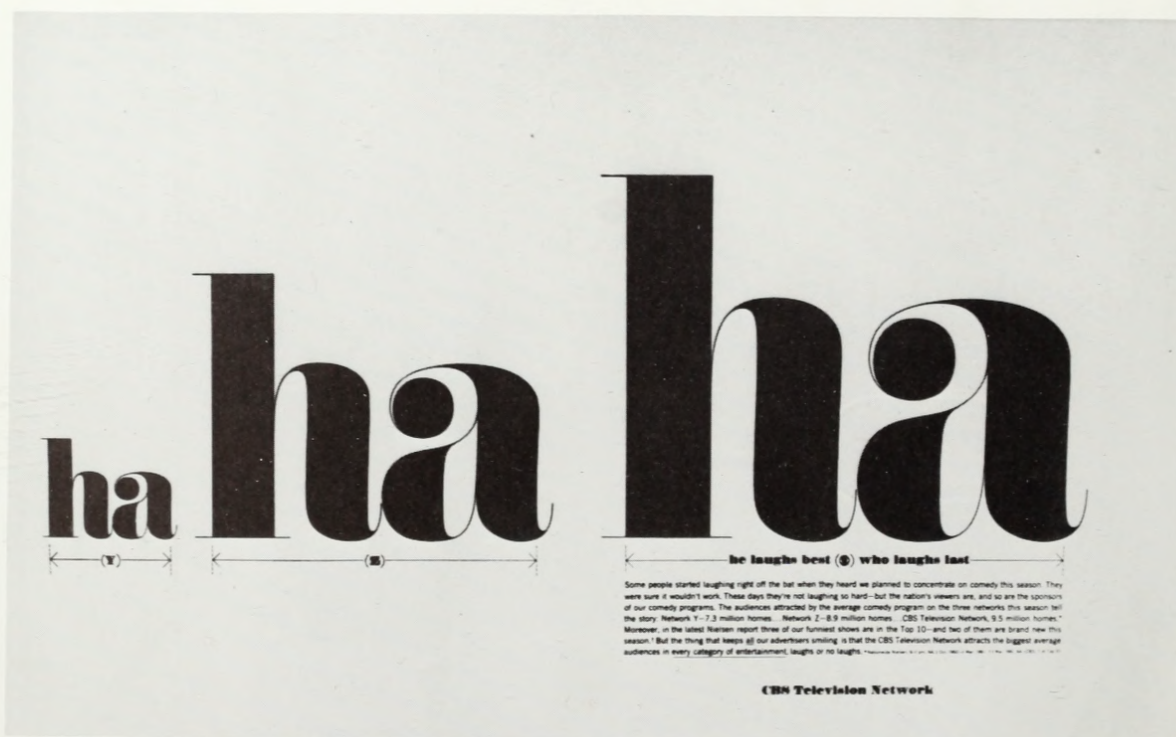 ha ha ha
(Y) (Z) he laughs best who laughs last
Some people started laughing right off the bat when they heard we planned to concentrate on comedy this season. They
were sure it wouldn't work. These days they're not laughing so hard—but the nation's viewers are, and so are the sponsors
of our comedy programs. The audiences attracted by the average comedy program on the three networks this season tell
the story: Network Y—7.3 million homes...Network Z—8.9 million homes...CBS Television Network, 9.5 million homes.*
Moreover, in the latest Nielsen report three of our funniest shows are in the Top 10—and two of them are brand new this
season.* But the thing that keeps all our advertisers smiling is that the CBS Television Network attracts the biggest average
audiences in every category of entertainment, laughs or no laughs.
CBS Television Network